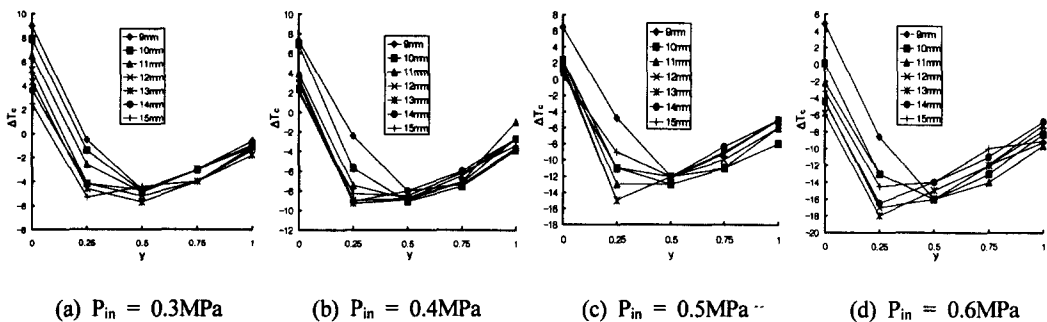 10
8
6
4
2
0
-2
-4
-6
-8
ΔTc
0 0.25 0.5 0.75 1
y
9mm
10mm
11mm
12mm
13mm
14mm
15mm
(a) Pin = 0.3MPa
10
8
6
4
2
0
-2
-4
-6
-8
-10
-12
ΔTc
0 0.25 0.5 0.75 1
y
9mm
10mm
11mm
12mm
13mm
14mm
15mm
(b) Pin = 0.4MPa
8
6
4
2
0
-2
-4
-6
-8
-10
-12
-14
-16
-18
ΔTc
0 0.25 0.5 0.75 1
y
9mm
10mm
11mm
12mm
13mm
14mm
15mm
(c) Pin = 0.5MPa
6
4
2
0
-2
-4
-6
-8
-10
-12
-14
-16
-18
-20
ΔTc
0 0.25 0.5 0.75 1
y
9mm
10mm
11mm
12mm
13mm
14mm
15mm
(d) Pin = 0.6MPa